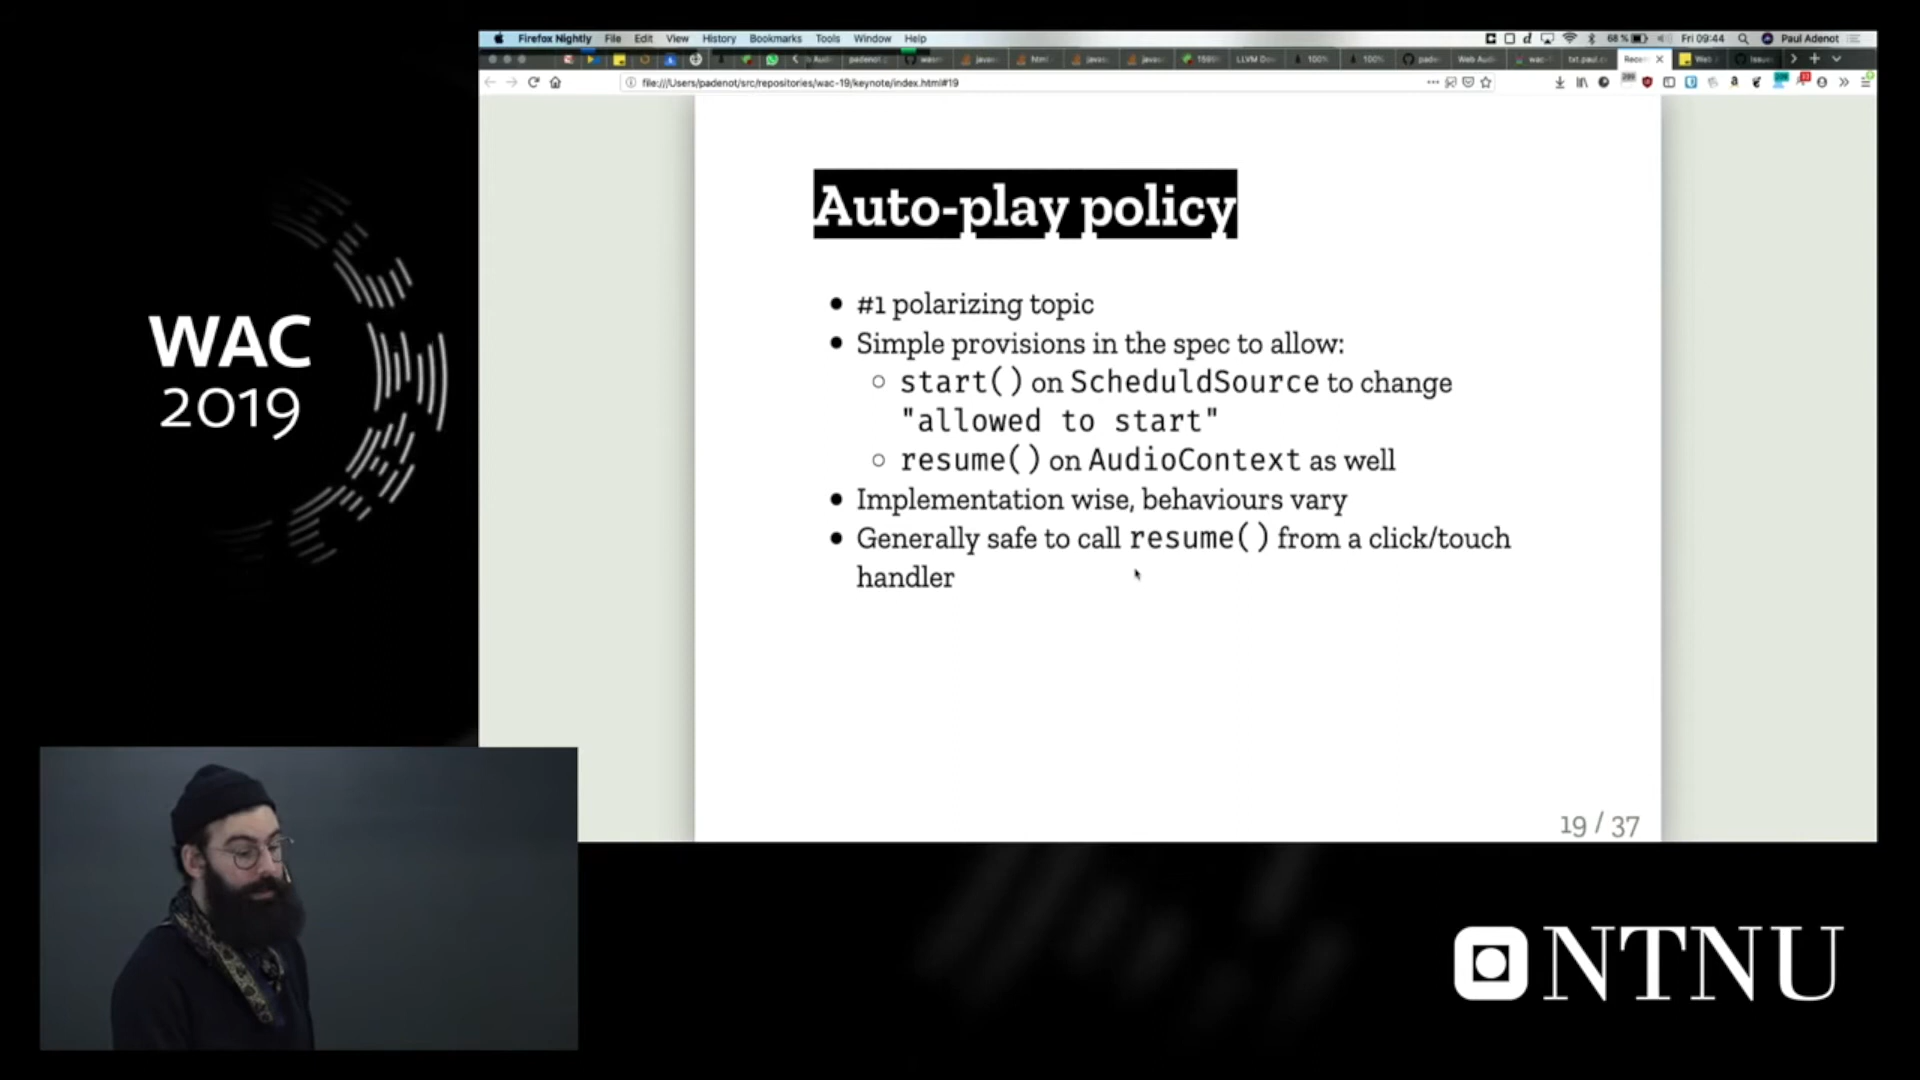 Firefox Nightly File Edit View History Bookmarks Tools Window Help
68% Fri 09:44 Paul Adenot
file:///Users/padenot/src/repositories/wac-19/keynote/index.html#19
Auto-play policy
#1 polarizing topic
Simple provisions in the spec to allow:
start() on ScheduldSource to change
"allowed to start"
resume() on AudioContext as well
Implementation wise, behaviours vary
Generally safe to call resume() from a click/touch
handler
19 / 37
WAC
2019
NTNU